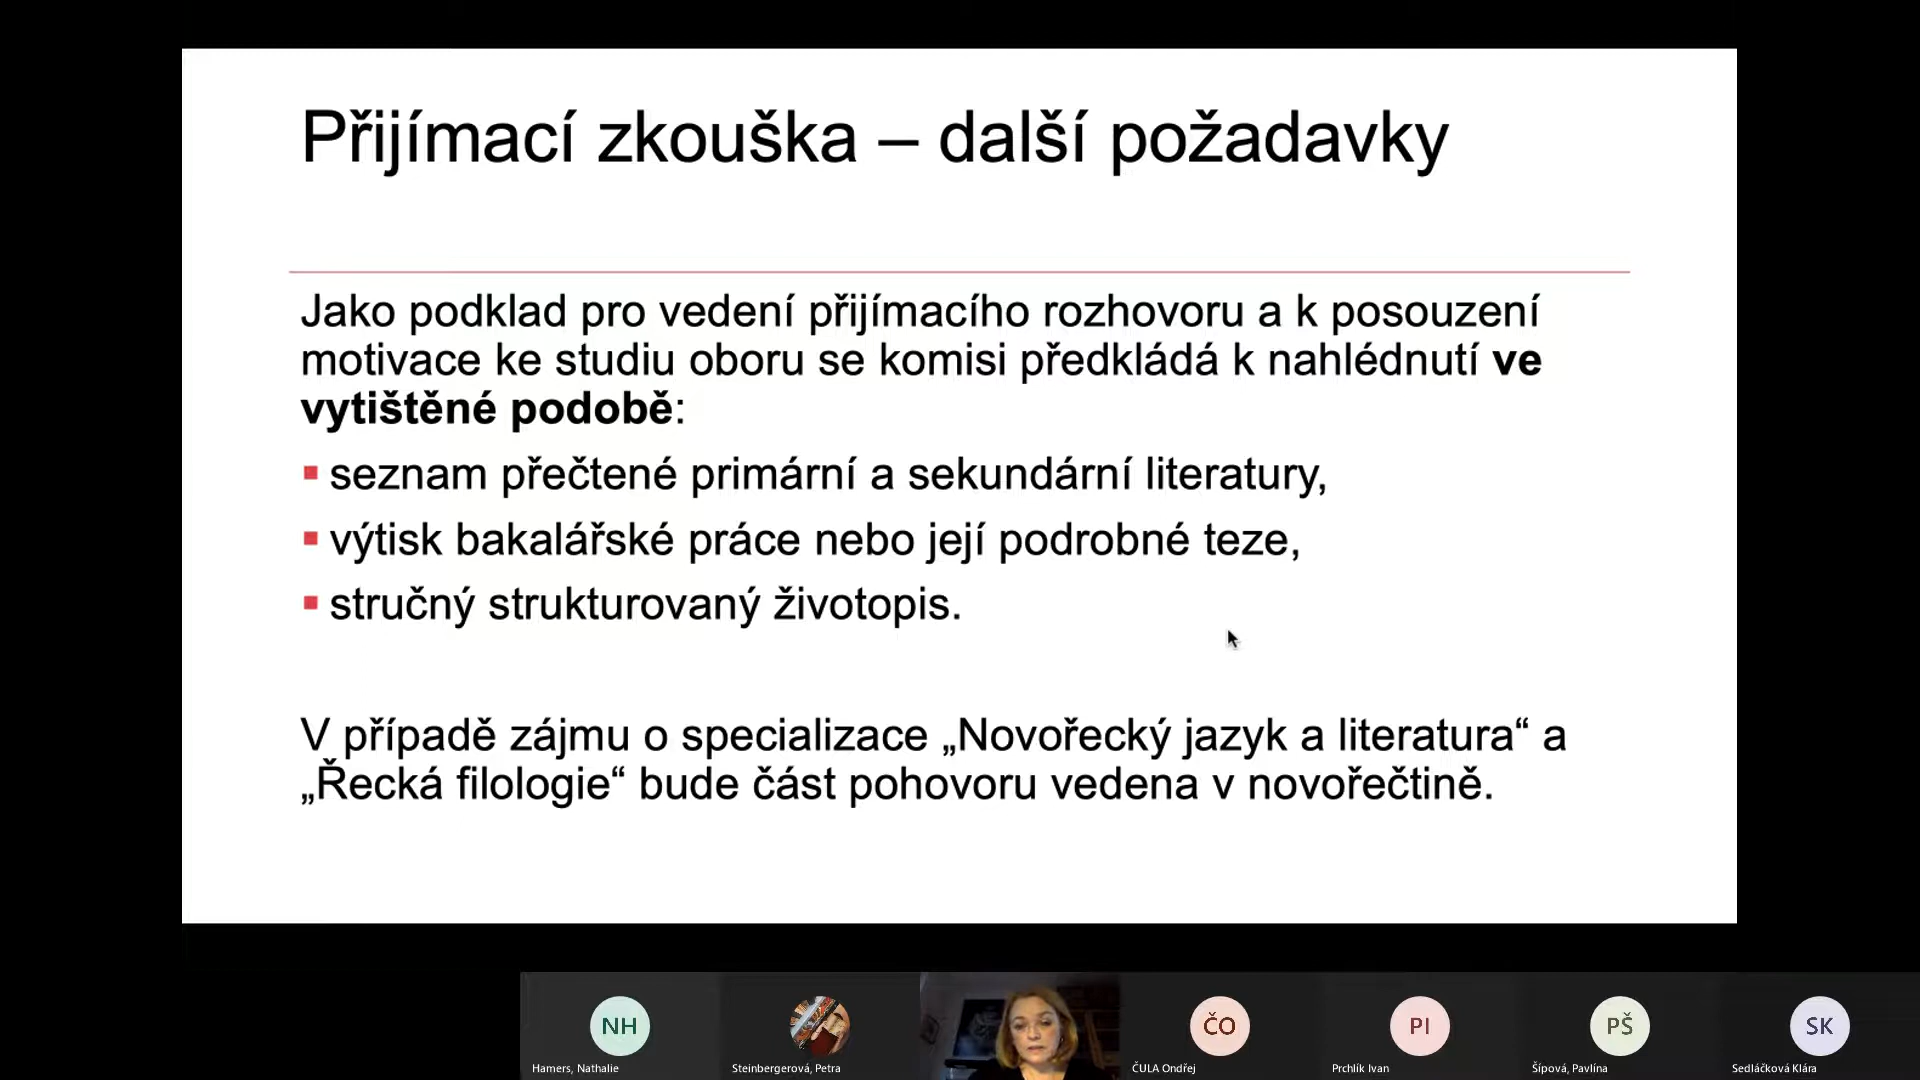 Přijímací zkouška – další požadavky
Jako podklad pro vedení přijímacího rozhovoru a k posouzení
motivace ke studiu oboru se komisi předkládá k nahlédnutí ve
vytištěné podobě:
▪ seznam přečtené primární a sekundární literatury,
▪ výtisk bakalářské práce nebo její podrobné teze,
▪ stručný strukturovaný životopis.
V případě zájmu o specializace „Novořecký jazyk a literatura“ a
„Řecká filologie“ bude část pohovoru vedena v novořečtině.
NH
ČO
PI
PŠ
SK
Hamers, Nathalie
Steinbergerová, Petra
ČULA Ondřej
Prchlík Ivan
Šípová, Pavlína
Sedláčková Klára